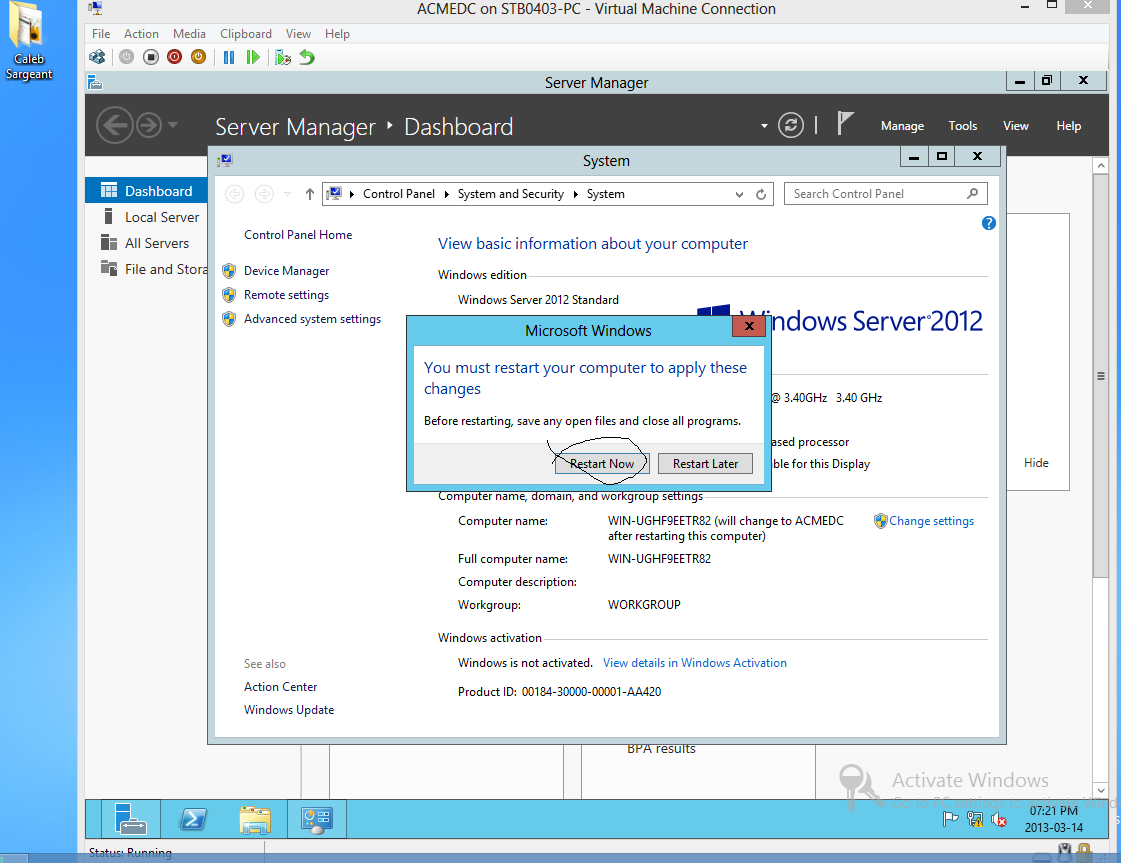 Caleb
Sargeant
ACMEDC on STB0403-PC - Virtual Machine Connection
File Action Media Clipboard View Help
Server Manager
Server Manager Dashboard
Manage Tools View Help
System
Control Panel System and Security System
Search Control Panel
Dashboard
Local Server
All Servers
File and Stora
Control Panel Home
Device Manager
Remote settings
Advanced system settings
View basic information about your computer
Windows edition
Windows Server 2012 Standard
Windows Server 2012
@ 3.40GHz 3.40 GHz
ased processor
ble for this Display
Hide
Microsoft Windows
You must restart your computer to apply these
changes
Before restarting, save any open files and close all programs.
Restart Now Restart Later
Computer name, domain, and workgroup settings
Computer name: WIN-UGHF9EETR82 (will change to ACMEDC
after restarting this computer)
Change settings
Full computer name: WIN-UGHF9EETR82
Computer description:
Workgroup: WORKGROUP
Windows activation
Windows is not activated. View details in Windows Activation
Product ID: 00184-30000-00001-AA420
See also
Action Center
Windows Update
BPA results
Activate Windows
Go to PC settings to activate Wind
07:21 PM
2013-03-14
Status: Running